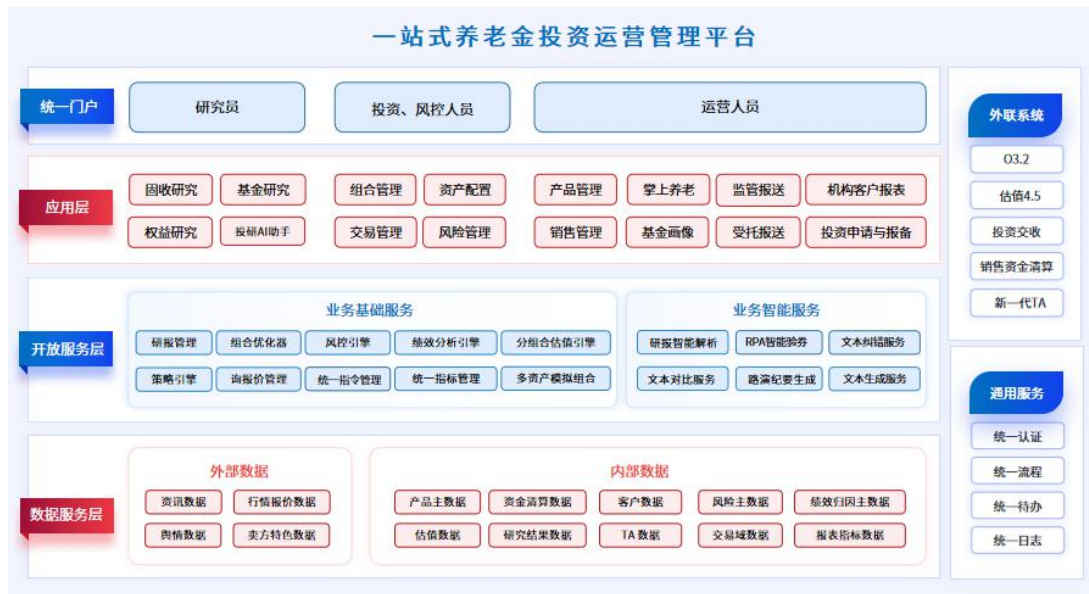 一站式养老金投资运营管理平台
统一门户
研究员
投资、风控人员
运营人员
应用层
固收研究 基金研究 组合管理 资产配置 产品管理 掌上养老 监管报送 机构客户报表
权益研究 投研AI助手 交易管理 风险管理 销售管理 基金画像 受托报送 投资申请与报备
开放服务层
业务基础服务
研报管理 组合优化器 风控引擎 绩效分析引擎 分组合估值引擎
策略引擎 询报价管理 统一指令管理 统一指标管理 多资产模拟组合
业务智能服务
研报智能解析 RPA智能验券 文本纠错服务
文本对比服务 路演纪要生成 文本生成服务
数据服务层
外部数据
资讯数据 行情报价数据
舆情数据 卖方特色数据
内部数据
产品主数据 资金清算数据 客户数据 风险主数据 绩效归因主数据
估值数据 研究结果数据 TA 数据 交易域数据 报表指标数据
外联系统
O3.2
估值4.5
投资交收
销售资金清算
新一代TA
通用服务
统一认证
统一流程
统一待办
统一日志